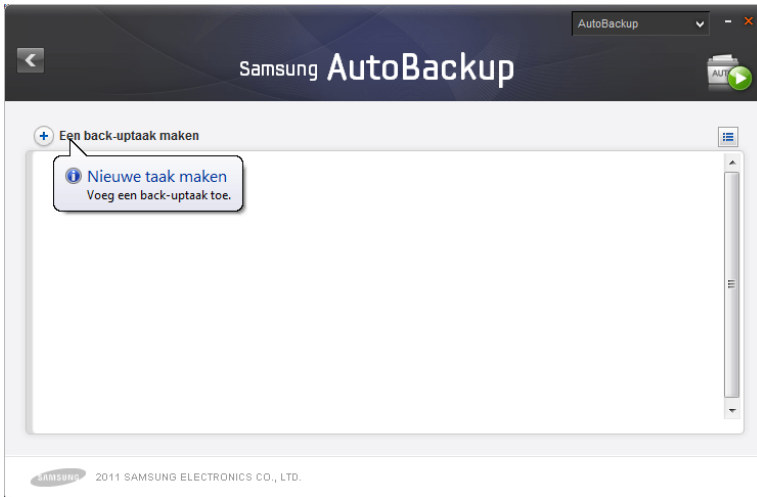 AutoBackup
Samsung AutoBackup
AUTO
Een back-uptaak maken
Nieuwe taak maken
Voeg een back-uptaak toe.
SAMSUNG 2011 SAMSUNG ELECTRONICS CO., LTD.